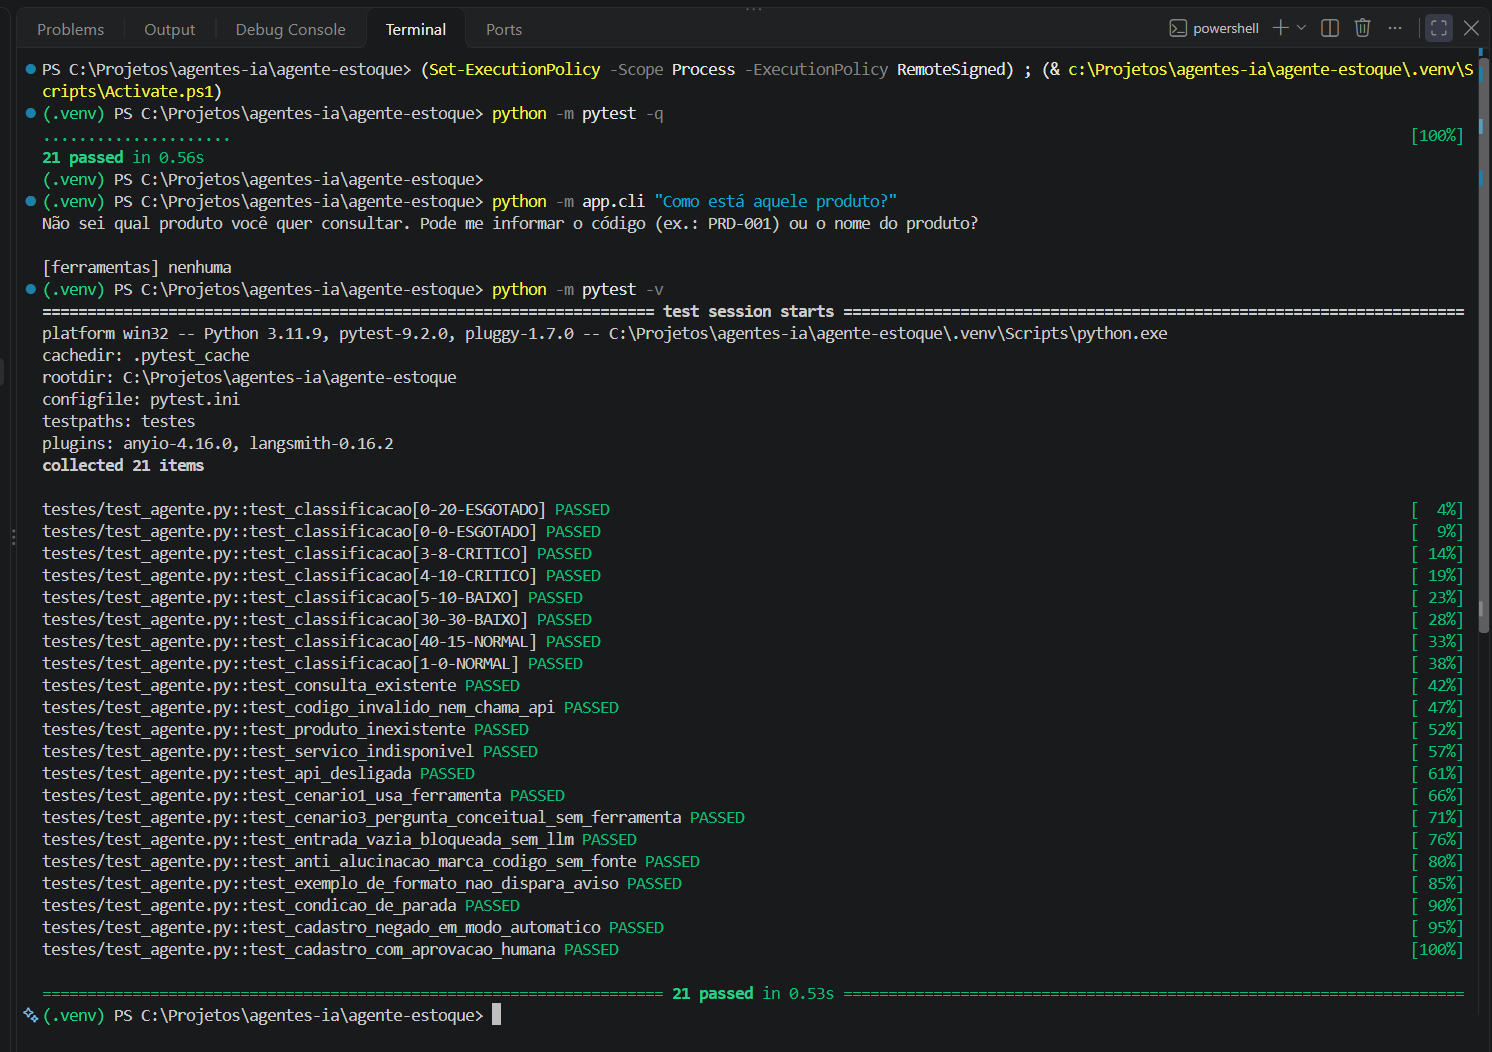 Problems Output Debug Console Terminal Ports powershell
PS C:\Projetos\agentes-ia\agente-estoque> (Set-ExecutionPolicy -Scope Process -ExecutionPolicy RemoteSigned) ; (& c:\Projetos\agentes-ia\agente-estoque\.venv\S
cripts\Activate.ps1)
(.venv) PS C:\Projetos\agentes-ia\agente-estoque> python -m pytest -q
..................... [100%]
21 passed in 0.56s
(.venv) PS C:\Projetos\agentes-ia\agente-estoque>
(.venv) PS C:\Projetos\agentes-ia\agente-estoque> python -m app.cli "Como está aquele produto?"
Não sei qual produto você quer consultar. Pode me informar o código (ex.: PRD-001) ou o nome do produto?
[ferramentas] nenhuma
(.venv) PS C:\Projetos\agentes-ia\agente-estoque> python -m pytest -v
==================================================================== test session starts =====================================================================
platform win32 -- Python 3.11.9, pytest-9.2.0, pluggy-1.7.0 -- C:\Projetos\agentes-ia\agente-estoque\.venv\Scripts\python.exe
cachedir: .pytest_cache
rootdir: C:\Projetos\agentes-ia\agente-estoque
configfile: pytest.ini
testpaths: testes
plugins: anyio-4.16.0, langsmith-0.16.2
collected 21 items
testes/test_agente.py::test_classificacao[0-20-ESGOTADO] PASSED [  4%]
testes/test_agente.py::test_classificacao[0-0-ESGOTADO] PASSED [  9%]
testes/test_agente.py::test_classificacao[3-8-CRITICO] PASSED [ 14%]
testes/test_agente.py::test_classificacao[4-10-CRITICO] PASSED [ 19%]
testes/test_agente.py::test_classificacao[5-10-BAIXO] PASSED [ 23%]
testes/test_agente.py::test_classificacao[30-30-BAIXO] PASSED [ 28%]
testes/test_agente.py::test_classificacao[40-15-NORMAL] PASSED [ 33%]
testes/test_agente.py::test_classificacao[1-0-NORMAL] PASSED [ 38%]
testes/test_agente.py::test_consulta_existente PASSED [ 42%]
testes/test_agente.py::test_codigo_invalido_nem_chama_api PASSED [ 47%]
testes/test_agente.py::test_produto_inexistente PASSED [ 52%]
testes/test_agente.py::test_servico_indisponivel PASSED [ 57%]
testes/test_agente.py::test_api_desligada PASSED [ 61%]
testes/test_agente.py::test_cenario1_usa_ferramenta PASSED [ 66%]
testes/test_agente.py::test_cenario3_pergunta_conceitual_sem_ferramenta PASSED [ 71%]
testes/test_agente.py::test_entrada_vazia_bloqueada_sem_llm PASSED [ 76%]
testes/test_agente.py::test_anti_alucinacao_marca_codigo_sem_fonte PASSED [ 80%]
testes/test_agente.py::test_exemplo_de_formato_nao_dispara_aviso PASSED [ 85%]
testes/test_agente.py::test_condicao_de_parada PASSED [ 90%]
testes/test_agente.py::test_cadastro_negado_em_modo_automatico PASSED [ 95%]
testes/test_agente.py::test_cadastro_com_aprovacao_humana PASSED [100%]
===================================================================== 21 passed in 0.53s =====================================================================
(.venv) PS C:\Projetos\agentes-ia\agente-estoque>